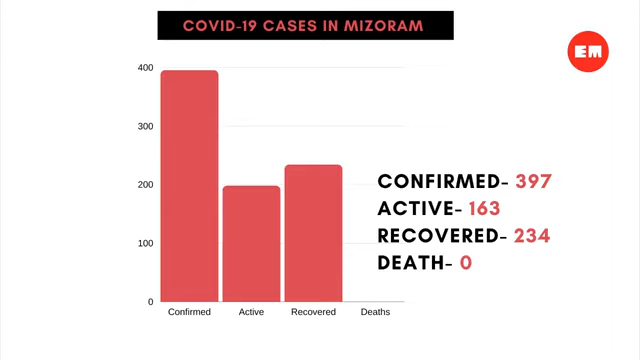 COVID-19 CASES IN MIZORAM
EM
400
300
200
100
0
Confirmed Active Recovered Deaths
CONFIRMED- 397
ACTIVE- 163
RECOVERED- 234
DEATH- 0